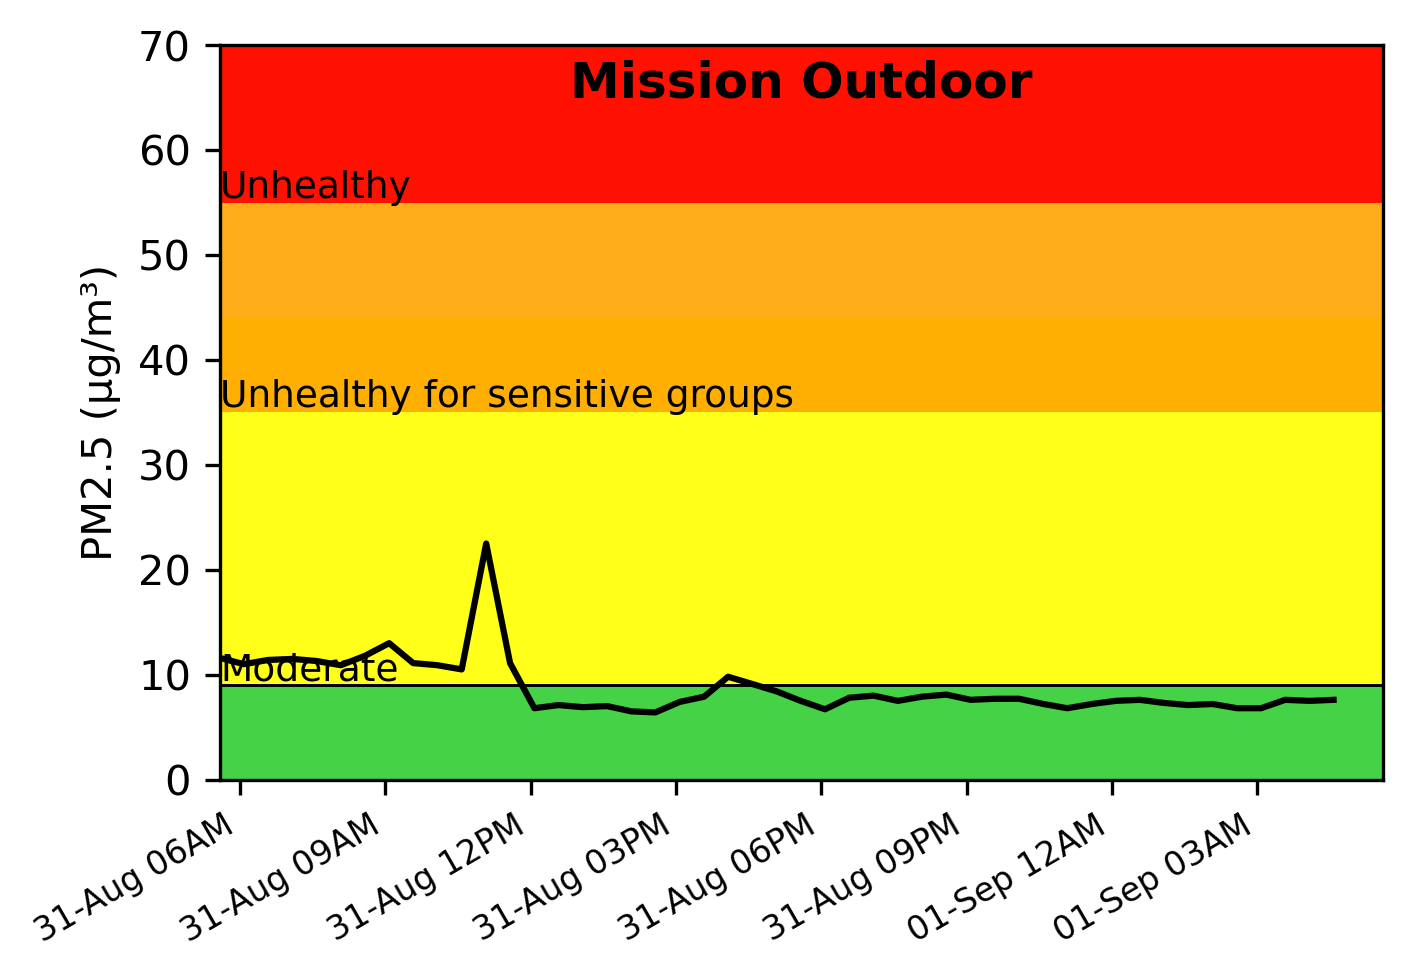 Mission Outdoor
PM2.5 (µg/m³)
70
60
50
40
30
20
10
0
Unhealthy
Unhealthy for sensitive groups
Moderate
31-Aug 06AM
31-Aug 09AM
31-Aug 12PM
31-Aug 03PM
31-Aug 06PM
31-Aug 09PM
01-Sep 12AM
01-Sep 03AM